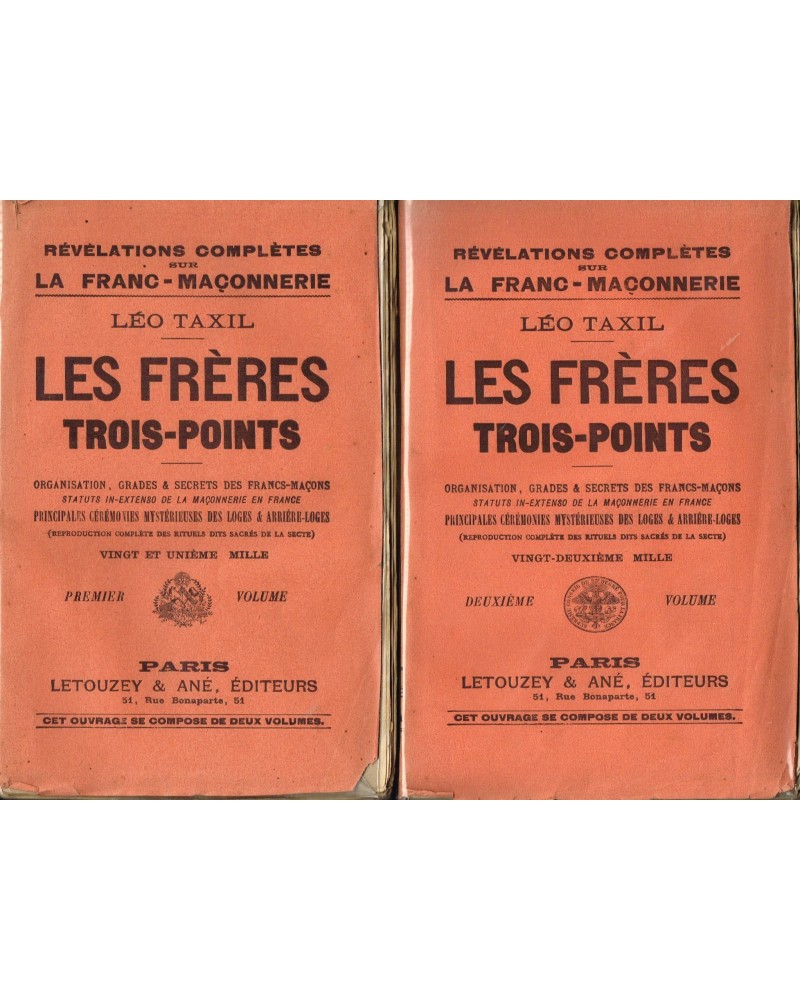 RÉVÉLATIONS COMPLÈTES
SUR
LA FRANC-MAÇONNERIE
LÉO TAXIL
LES FRÈRES
TROIS-POINTS
ORGANISATION, GRADES & SECRETS DES FRANCS-MAÇONS
STATUTS IN-EXTENSO DE LA MAÇONNERIE EN FRANCE
PRINCIPALES CÉRÉMONIES MYSTÉRIEUSES DES LOGES & ARRIÈRE-LOGES
(REPRODUCTION COMPLÈTE DES RITUELS DITS SACRÉS DE LA SECTE)
VINGT ET UNIÈME MILLE
PREMIER VOLUME
PARIS
LETOUZEY & ANÉ, ÉDITEURS
51, Rue Bonaparte, 51
CET OUVRAGE SE COMPOSE DE DEUX VOLUMES.
RÉVÉLATIONS COMPLÈTES
SUR
LA FRANC-MAÇONNERIE
LÉO TAXIL
LES FRÈRES
TROIS-POINTS
ORGANISATION, GRADES & SECRETS DES FRANCS-MAÇONS
STATUTS IN-EXTENSO DE LA MAÇONNERIE EN FRANCE
PRINCIPALES CÉRÉMONIES MYSTÉRIEUSES DES LOGES & ARRIÈRE-LOGES
(REPRODUCTION COMPLÈTE DES RITUELS DITS SACRÉS DE LA SECTE)
VINGT-DEUXIÈME MILLE
DEUXIÈME VOLUME
PARIS
LETOUZEY & ANÉ, ÉDITEURS
51, Rue Bonaparte, 51
CET OUVRAGE SE COMPOSE DE DEUX VOLUMES.